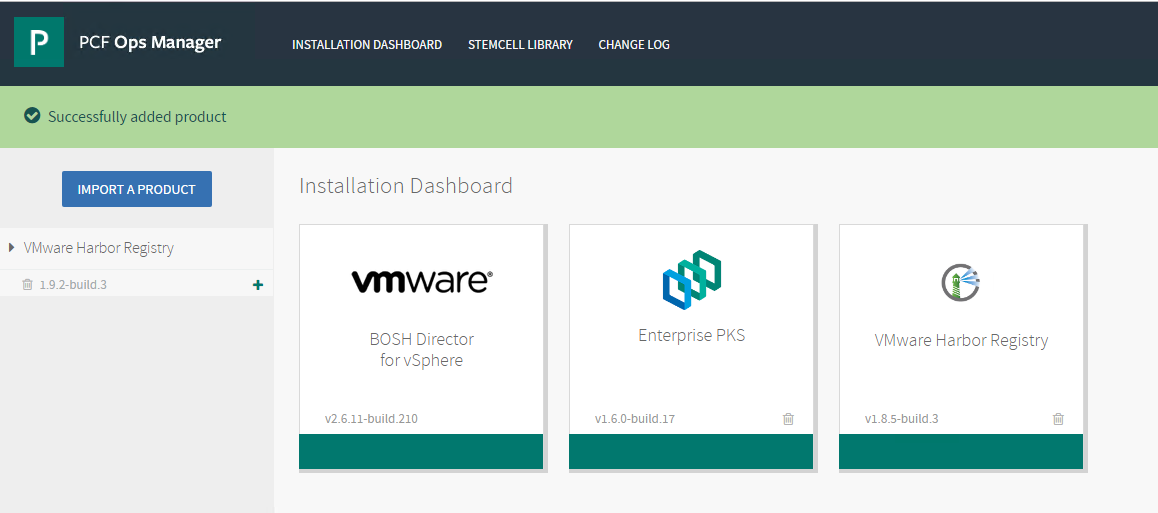 P
PCF Ops Manager
INSTALLATION DASHBOARD
STEMCELL LIBRARY
CHANGE LOG
Successfully added product
IMPORT A PRODUCT
VMware Harbor Registry
1.9.2-build.3
Installation Dashboard
vmware®
BOSH Director
for vSphere
v2.6.11-build.210
Enterprise PKS
v1.6.0-build.17
VMware Harbor Registry
v1.8.5-build.3